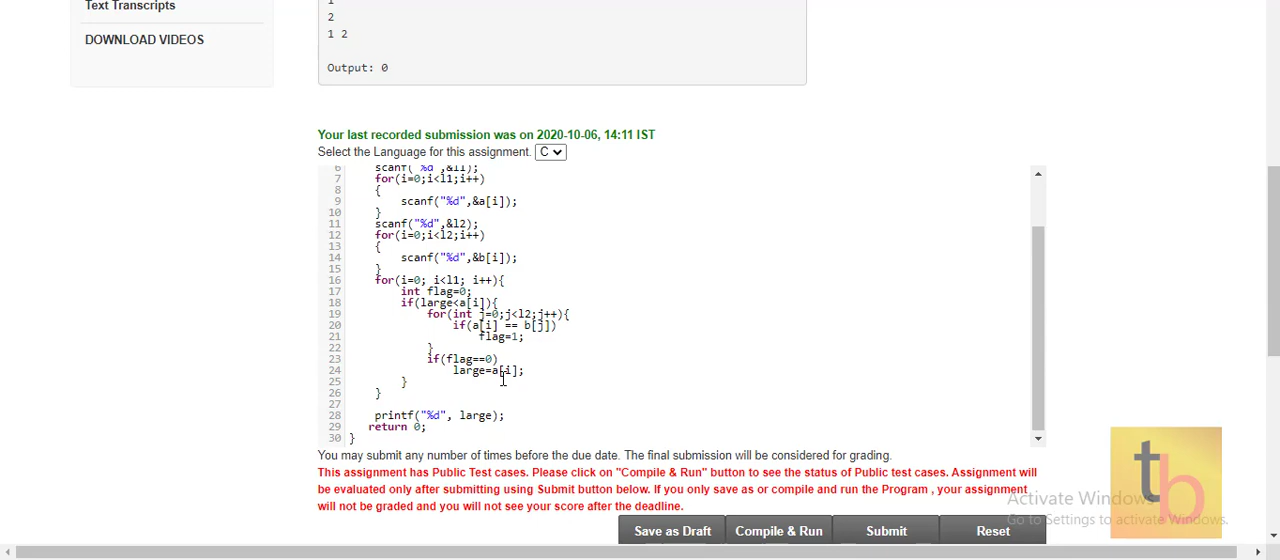 Text Transcripts
DOWNLOAD VIDEOS
1
2
1 2
Output: 0
Your last recorded submission was on 2020-10-06, 14:11 IST
Select the Language for this assignment. C
6 scanf("%d",&l1);
7 for(i=0;i<l1;i++)
8 {
9 scanf("%d",&a[i]);
10 }
11 scanf("%d",&l2);
12 for(i=0;i<l2;i++)
13 {
14 scanf("%d",&b[i]);
15 }
16 for(i=0; i<l1; i++){
17 int flag=0;
18 if(large<a[i]){
19 for(int j=0;j<l2;j++){
20 if(a[i] == b[j])
21 flag=1;
22 }
23 if(flag==0)
24 large=a[i];
25 }
26 }
27
28 printf("%d", large);
29 return 0;
30 }
You may submit any number of times before the due date. The final submission will be considered for grading.
This assignment has Public Test cases. Please click on "Compile & Run" button to see the status of Public test cases. Assignment will
be evaluated only after submitting using Submit button below. If you only save as or compile and run the Program , your assignment
will not be graded and you will not see your score after the deadline.
Save as Draft Compile & Run Submit Reset
tb
Activate Windows
Go to Settings to activate Windows.